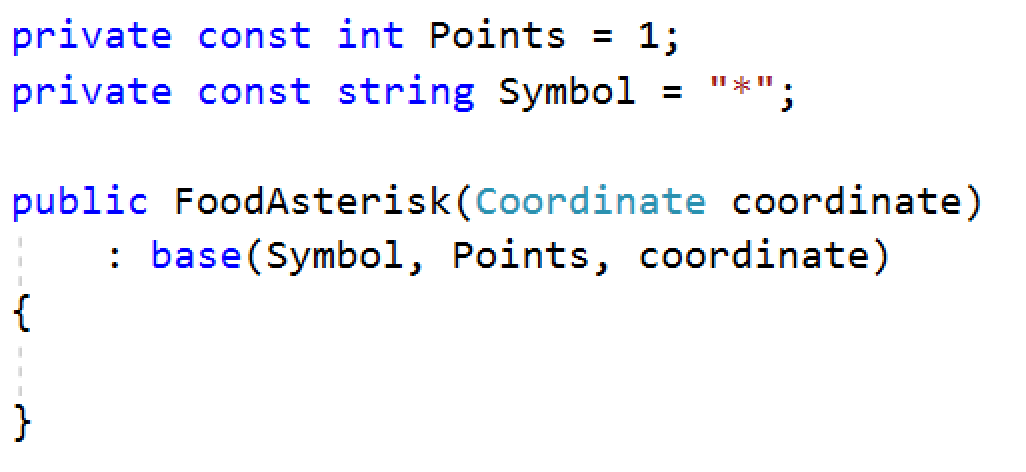 private const int Points = 1;
private const string Symbol = "*";
public FoodAsterisk(Coordinate coordinate)
: base(Symbol, Points, coordinate)
{
}